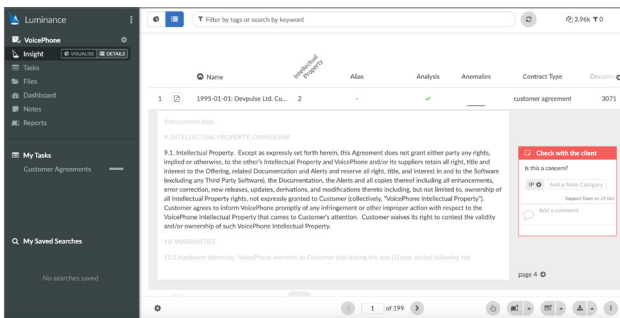 Luminance
VoicePhone
Insight
VISUALISE
DETAILS
Tasks
Files
Dashboard
Notes
Reports
My Tasks
Customer Agreements
My Saved Searches
No searches saved
Filter by tags or search by keyword
3.96k
0
Name
Intellectual
Property
Alias
Analysis
Anomalies
Contract Type
Documen
1
1995-01-01: Devpulse Ltd. Cu...
2
-
customer agreement
3071
then-current data.
9. INTELLECTUAL PROPERTY: OWNERSHIP
9.1. Intellectual Property. Except as expressly set forth herein, this Agreement does not grant either party any rights,
implied or otherwise, to the other's Intellectual Property and VoicePhone and/or its suppliers retain all right, title and
interest to the Offering, related Documentation and Alerts and reserve all right, title, and interest in and to the Software
(excluding any Third Party Software), the Documentation, the Alerts and all copies thereof including all enhancements,
error correction, new releases, updates, derivations, and modifications thereto including, but not limited to, ownership of
all Intellectual Property rights, not expressly granted to Customer (collectively, "VoicePhone Intellectual Property").
Customer agrees to inform VoicePhone promptly of any infringement or other improper action with respect to the
VoicePhone Intellectual Property that comes to Customer's attention. Customer waives its right to contest the validity
and/or ownership of such VoicePhone Intellectual Property.
10. WARRANTIES
10.1.Hardware Warranty. VoicePhone warrants to Customer that during the one (1) year period following the
Check with the client
Is this a concern?
IP
Add a Note Category
Support Team on 29 Oct
Add a comment
page 4
1
of 199